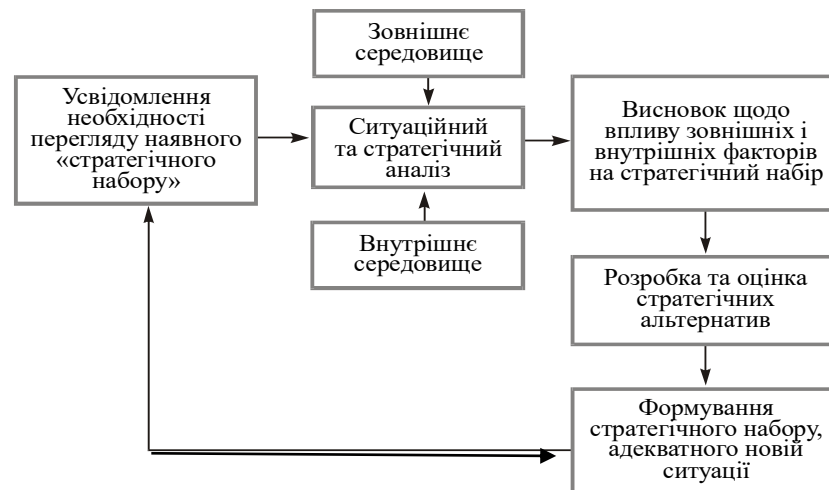 Зовнішнє
середовище
Усвідомлення
необхідності
перегляду наявного
«стратегічного
набору»
Ситуаційний
та стратегічний
аналіз
Висновок щодо
впливу зовнішніх і
внутрішніх факторів
на стратегічний набір
Внутрішнє
середовище
Розробка та оцінка
стратегічних
альтернатив
Формування
стратегічного набору,
адекватного новій
ситуації